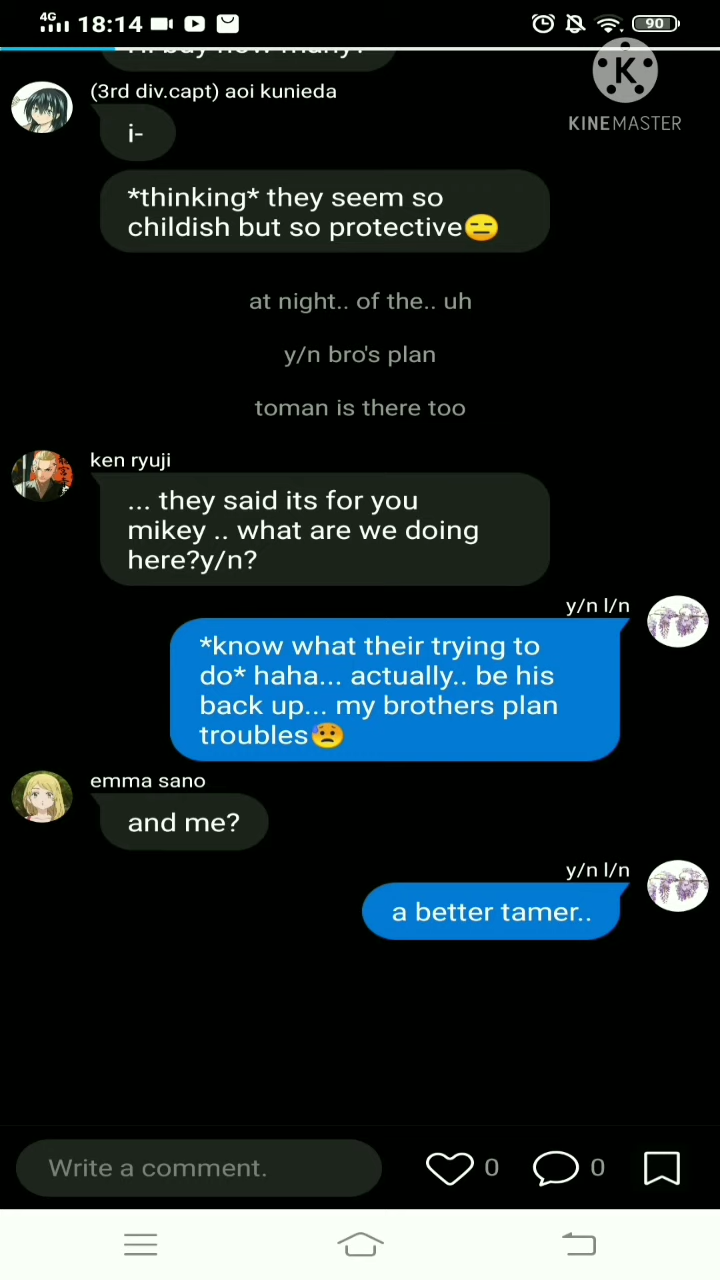 4G 18:14 90
K
KINEMASTER
(3rd div.capt) aoi kunieda
i-
*thinking* they seem so
childish but so protective😑
at night.. of the.. uh
y/n bro's plan
toman is there too
ken ryuji
... they said its for you
mikey .. what are we doing
here?y/n?
y/n l/n
*know what their trying to
do* haha... actually.. be his
back up... my brothers plan
troubles😥
emma sano
and me?
y/n l/n
a better tamer..
Write a comment. 0 0